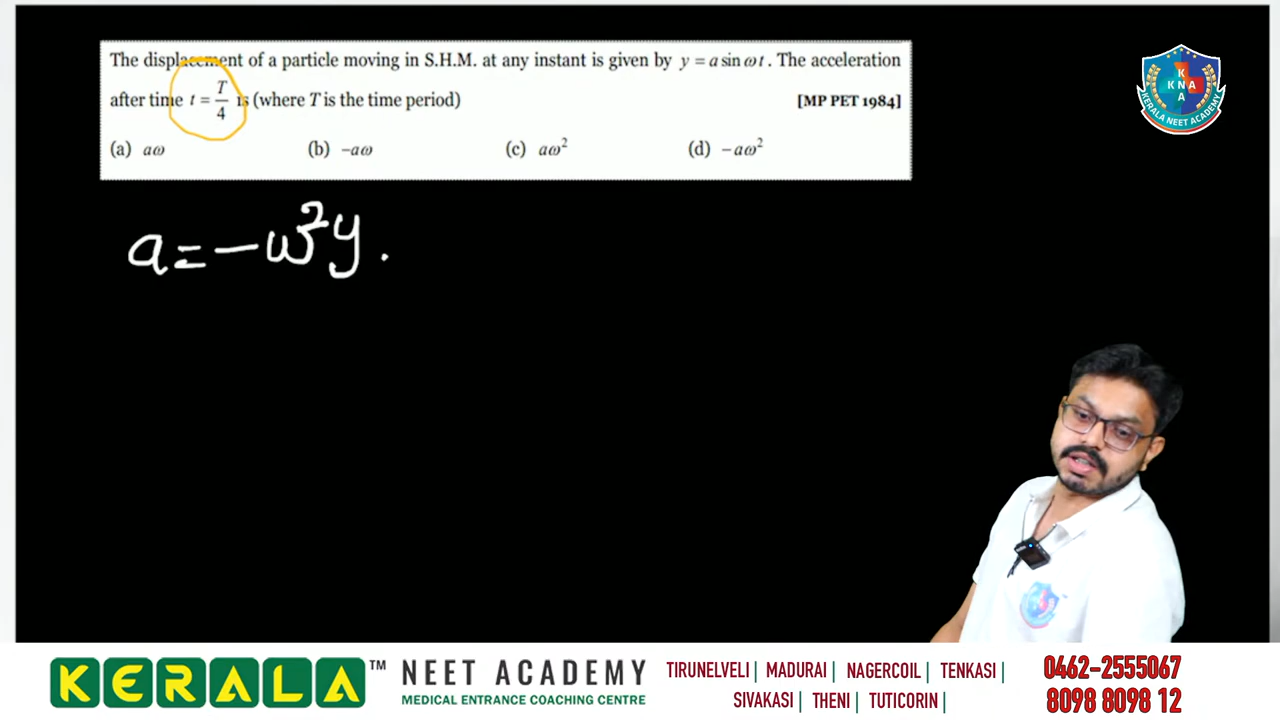 The displacement of a particle moving in S.H.M. at any instant is given by y = a sin ωt. The acceleration
after time t = T/4 is (where T is the time period) [MP PET 1984]
(a) aω (b) -aω (c) aω² (d) -aω²
a = -ω²y.
K K N A A
KERALA NEET ACADEMY
KERALA™ NEET ACADEMY
MEDICAL ENTRANCE COACHING CENTRE
TIRUNELVELI | MADURAI | NAGERCOIL | TENKASI |
SIVAKASI | THENI | TUTICORIN |
0462-2555067
8098 8098 12